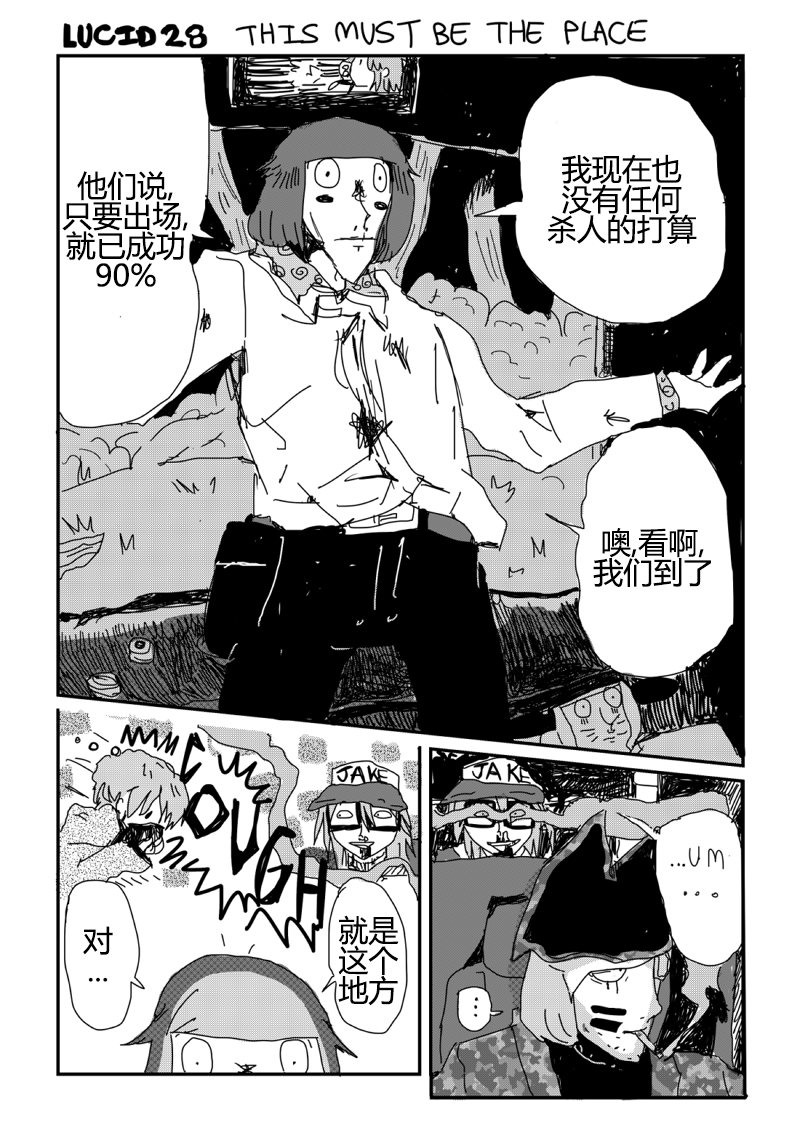 LUCID 28 THIS MUST BE THE PLACE
我现在也
没有任何
杀人的打算
他们说,
只要出场,
就已成功
90%
噢,看啊,
我们到了
JAKE
COUGH
就是
这个
地方
对
...
JAKE
...UM
...
...